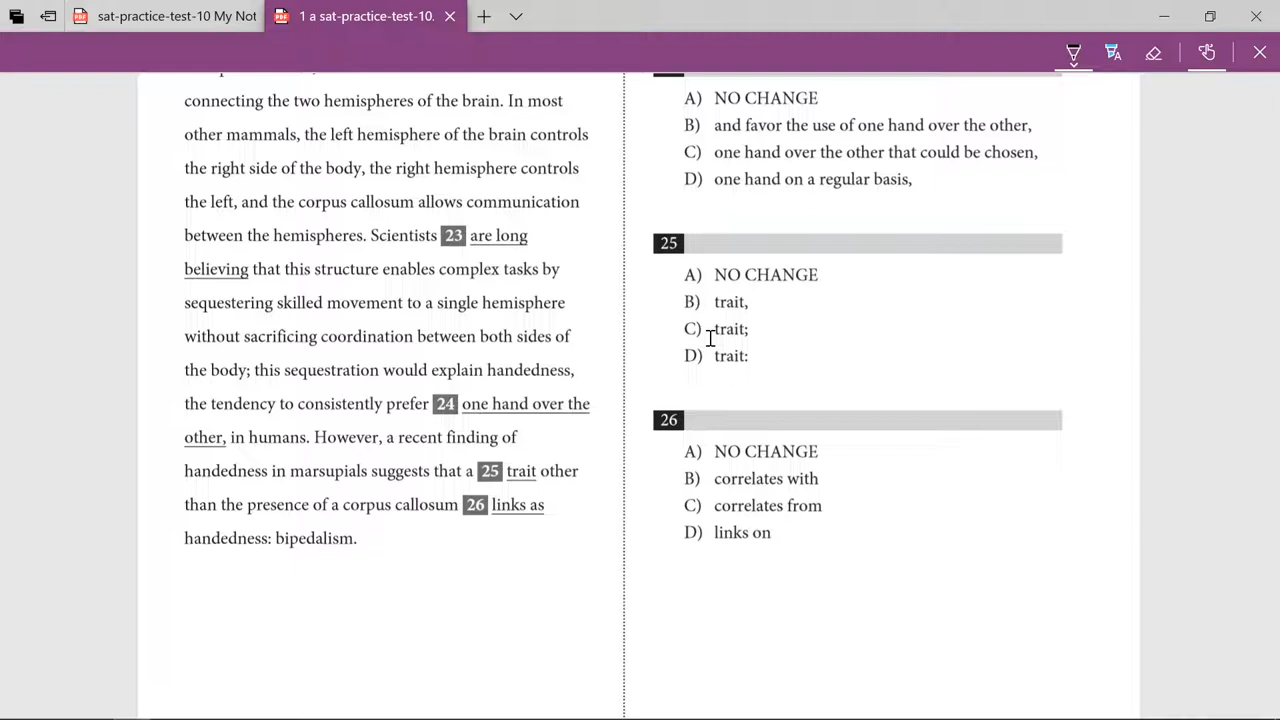 sat-practice-test-10 My Not
1 a sat-practice-test-10.
connecting the two hemispheres of the brain. In most
other mammals, the left hemisphere of the brain controls
the right side of the body, the right hemisphere controls
the left, and the corpus callosum allows communication
between the hemispheres. Scientists 23 are long
believing that this structure enables complex tasks by
sequestering skilled movement to a single hemisphere
without sacrificing coordination between both sides of
the body; this sequestration would explain handedness,
the tendency to consistently prefer 24 one hand over the
other, in humans. However, a recent finding of
handedness in marsupials suggests that a 25 trait other
than the presence of a corpus callosum 26 links as
handedness: bipedalism.
A) NO CHANGE
B) and favor the use of one hand over the other,
C) one hand over the other that could be chosen,
D) one hand on a regular basis,
25
A) NO CHANGE
B) trait,
C) trait;
D) trait:
26
A) NO CHANGE
B) correlates with
C) correlates from
D) links on